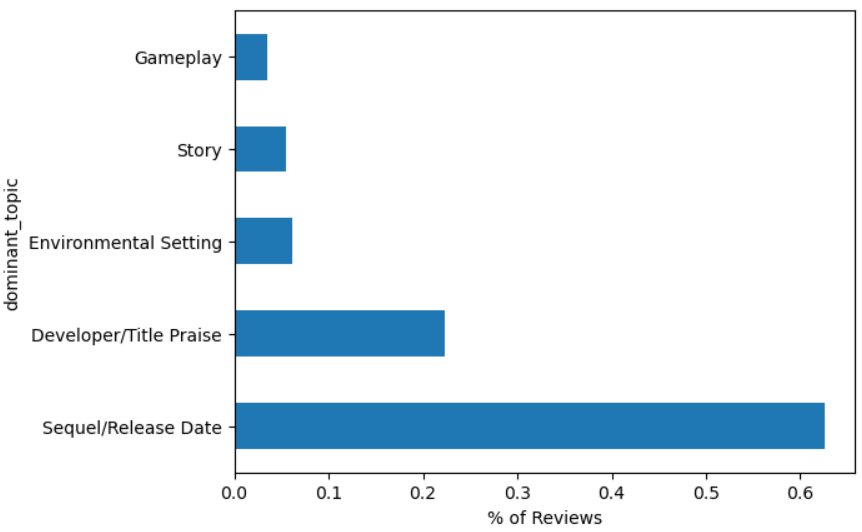 Gameplay
Story
Environmental Setting
Developer/Title Praise
Sequel/Release Date
dominant_topic
0.0 0.1 0.2 0.3 0.4 0.5 0.6
% of Reviews